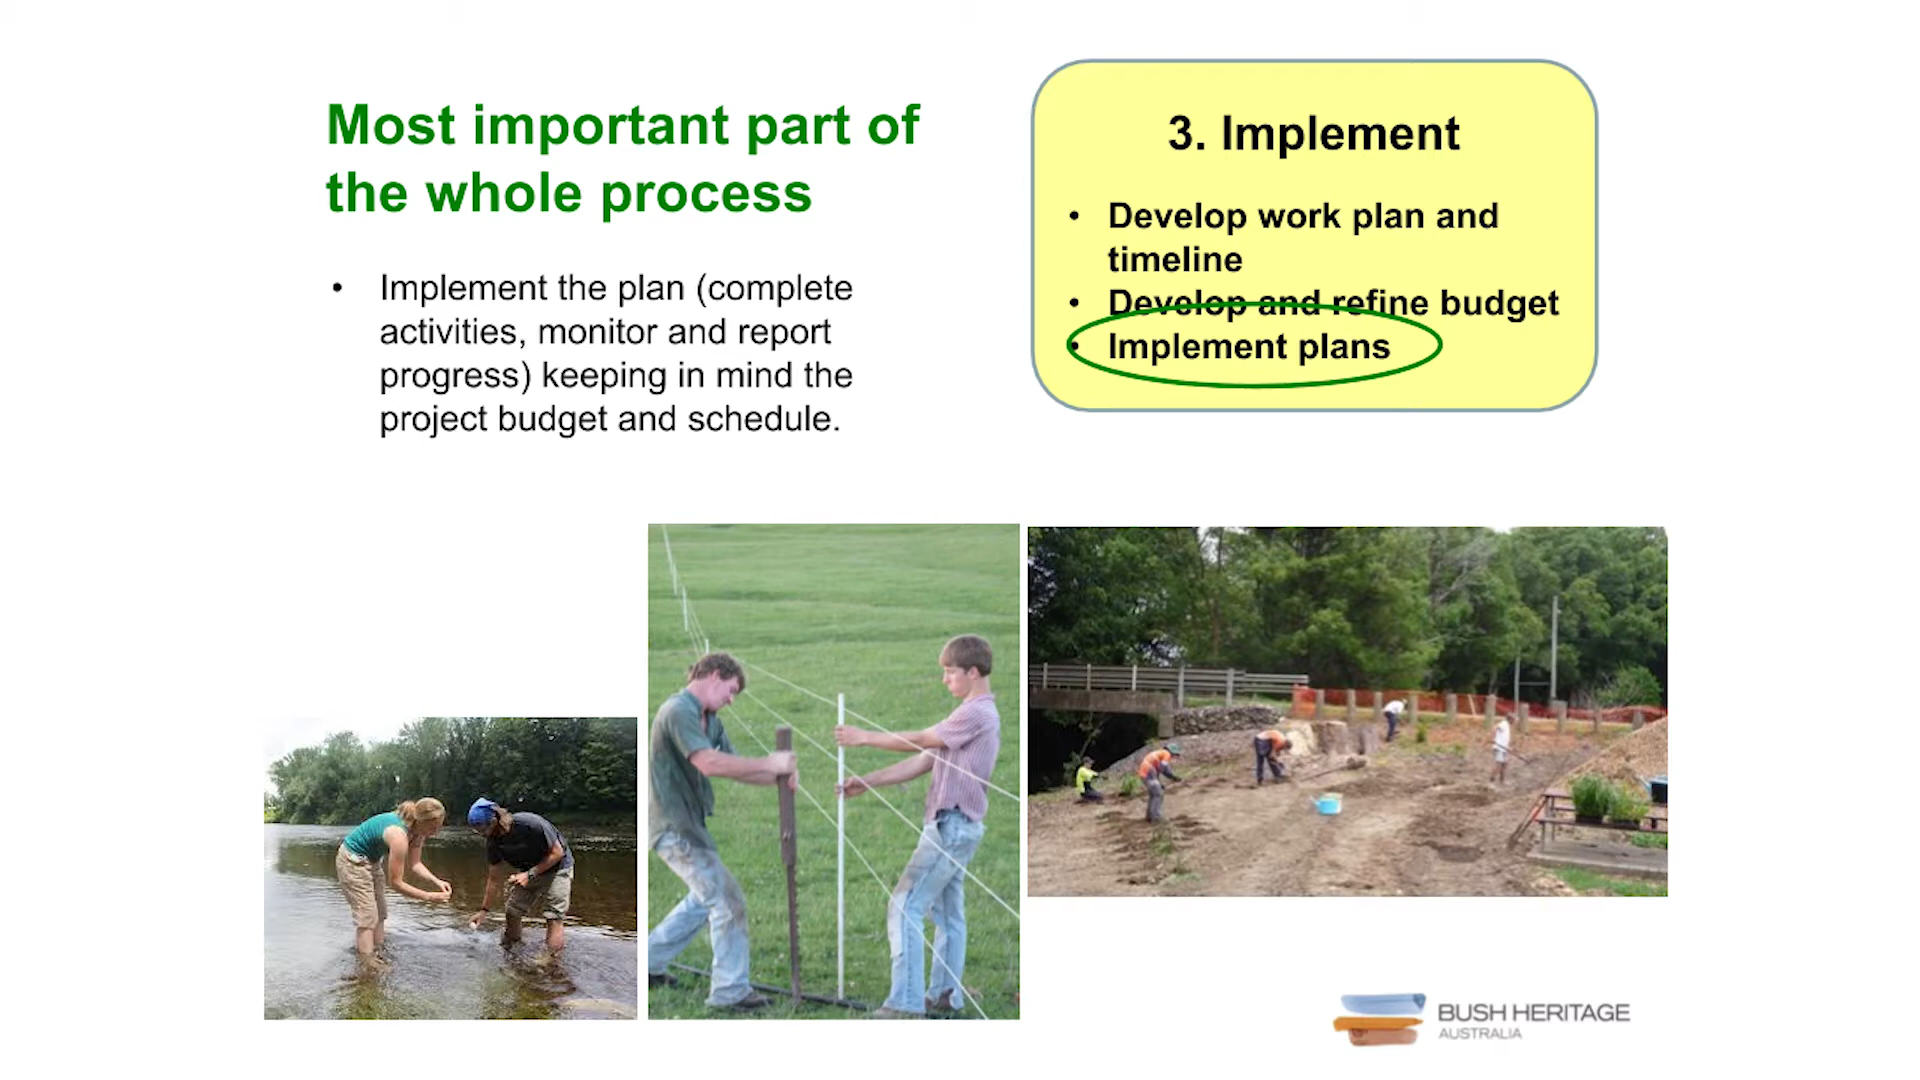 Most important part of
the whole process
• Implement the plan (complete
activities, monitor and report
progress) keeping in mind the
project budget and schedule.
3. Implement
• Develop work plan and
timeline
• Develop and refine budget
• Implement plans
BUSH HERITAGE
AUSTRALIA